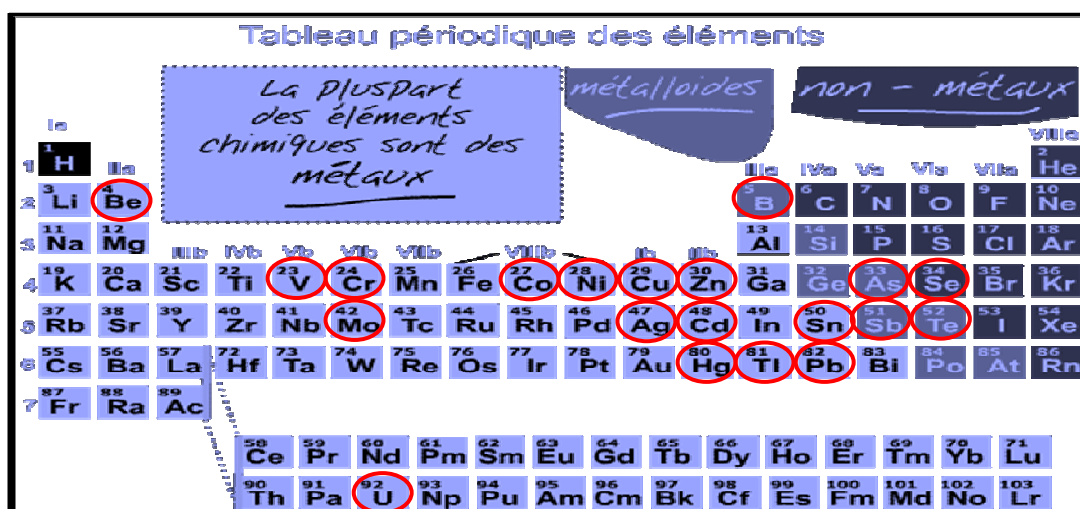 Tableau périodique des éléments
La pluspart
des éléments
chimiques sont des
métaux
métalloides
non - métaux
Ia
VIIIa
1 1 H IIa IIIa IVa Va VIa VIIa 2 He
2 3 Li 4 Be 5 B 6 C 7 N 8 O 9 F 10 Ne
3 11 Na 12 Mg IIIb IVb Vb VIb VIIb VIIIb Ib IIb 13 Al 14 Si 15 P 16 S 17 Cl 18 Ar
4 19 K 20 Ca 21 Sc 22 Ti 23 V 24 Cr 25 Mn 26 Fe 27 Co 28 Ni 29 Cu 30 Zn 31 Ga 32 Ge 33 As 34 Se 35 Br 36 Kr
5 37 Rb 38 Sr 39 Y 40 Zr 41 Nb 42 Mo 43 Tc 44 Ru 45 Rh 46 Pd 47 Ag 48 Cd 49 In 50 Sn 51 Sb 52 Te 53 I 54 Xe
6 55 Cs 56 Ba 57 La 72 Hf 73 Ta 74 W 75 Re 76 Os 77 Ir 78 Pt 79 Au 80 Hg 81 Tl 82 Pb 83 Bi 84 Po 85 At 86 Rn
7 87 Fr 88 Ra 89 Ac
58 Ce 59 Pr 60 Nd 61 Pm 62 Sm 63 Eu 64 Gd 65 Tb 66 Dy 67 Ho 68 Er 69 Tm 70 Yb 71 Lu
90 Th 91 Pa 92 U 93 Np 94 Pu 95 Am 96 Cm 97 Bk 98 Cf 99 Es 100 Fm 101 Md 102 No 103 Lr